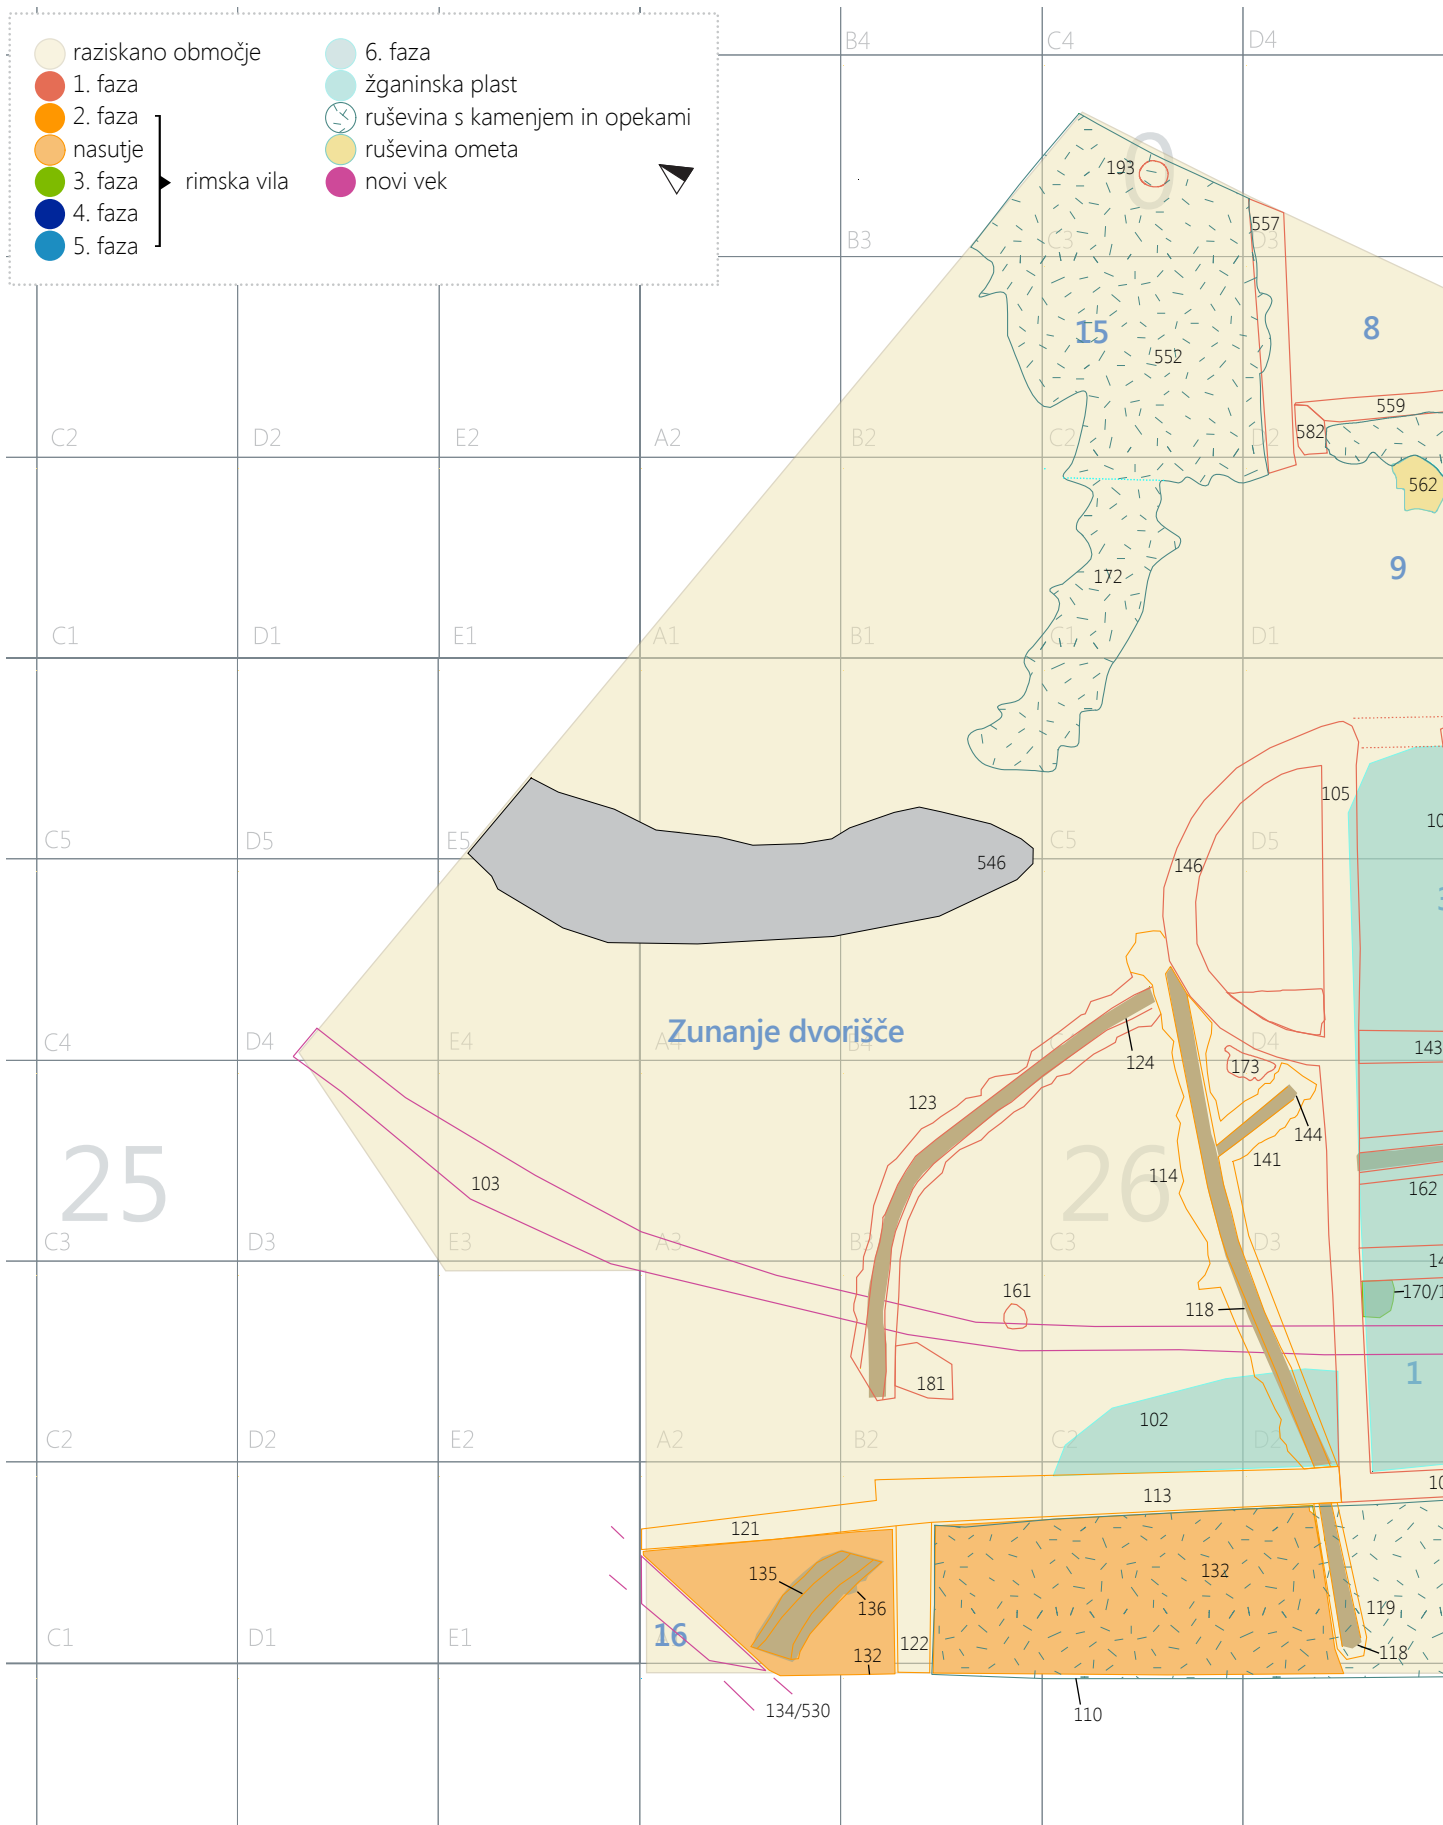 raziskano območje
1. faza
2. faza
nasutje
3. faza
4. faza
5. faza
rimska vila
6. faza
žganinska plast
ruševina s kamenjem in opekami
ruševina ometa
novi vek
B4 C4 D4
0
193
557
B3 C3 D3
15 8
552
559
582
C2 D2 E2 A2 B2 C2 D2
562
9
172
C1 D1 E1 A1 B1 C1 D1
105
C5 D5 E5 C5 D5
546
146
Zunanje dvorišče
C4 D4 E4 A4 B4 D4
143
124
173
123
144
141
25 26
114
103
162
C3 D3 E3 A3 B3 C3 D3
161
118
1
181
102
C2 D2 E2 A2 B2 C2 D2
113
121
135
132
136
119
C1 D1 E1
16
122
132
118
134/530
110